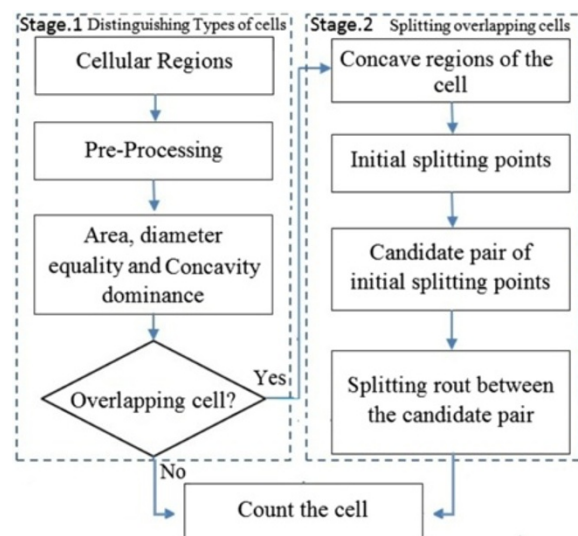 Stage.1 Distinguishing Types of cells
Cellular Regions
Pre-Processing
Area, diameter
equality and Concavity
dominance
Overlapping cell?
Yes
No
Stage.2 Splitting overlapping cells
Concave regions of the
cell
Initial splitting points
Candidate pair of
initial splitting points
Splitting rout between
the candidate pair
Count the cell